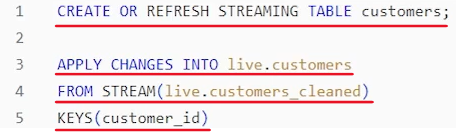 1 CREATE OR REFRESH STREAMING TABLE customers;
2
3 APPLY CHANGES INTO live.customers
4 FROM STREAM(live.customers_cleaned)
5 KEYS(customer_id)